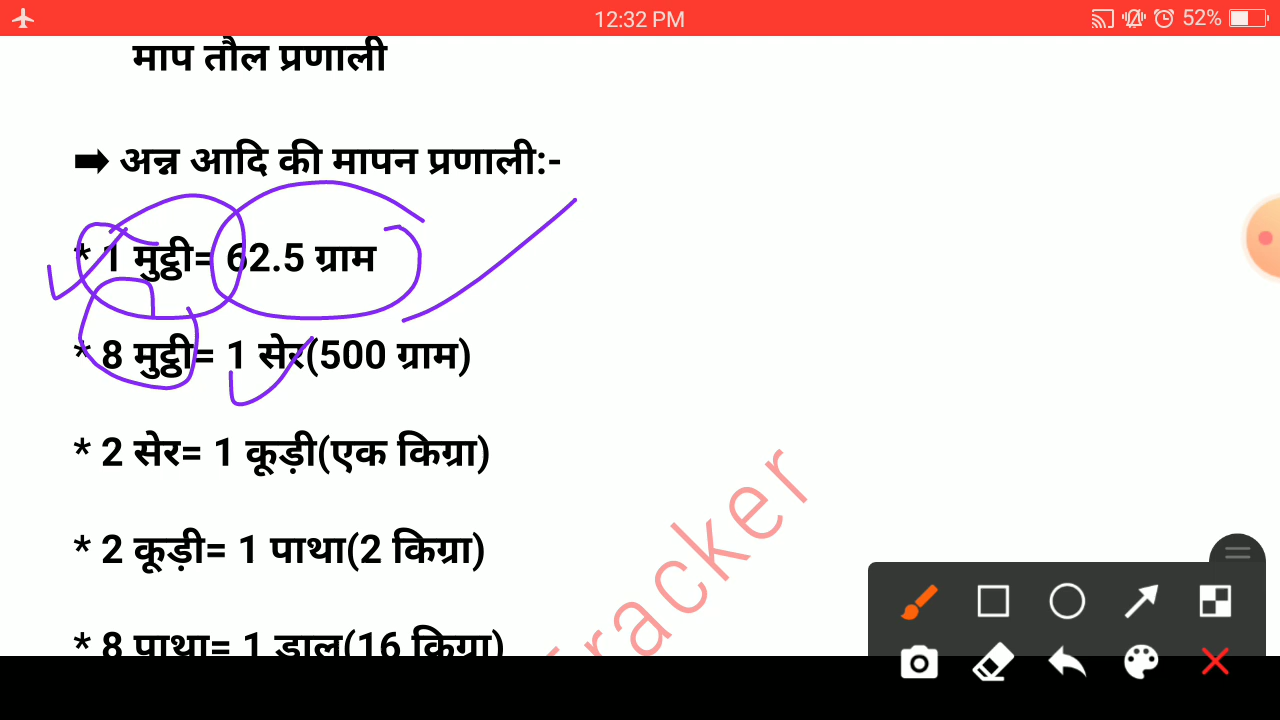 12:32 PM
52%
माप तौल प्रणाली
➡ अन्न आदि की मापन प्रणाली:-
* 1 मुट्ठी= 62.5 ग्राम
* 8 मुट्ठी= 1 सेर(500 ग्राम)
* 2 सेर= 1 कूड़ी(एक किग्रा)
* 2 कूड़ी= 1 पाथा(2 किग्रा)
* 8 पाथा= 1 डाल(16 किग्रा)